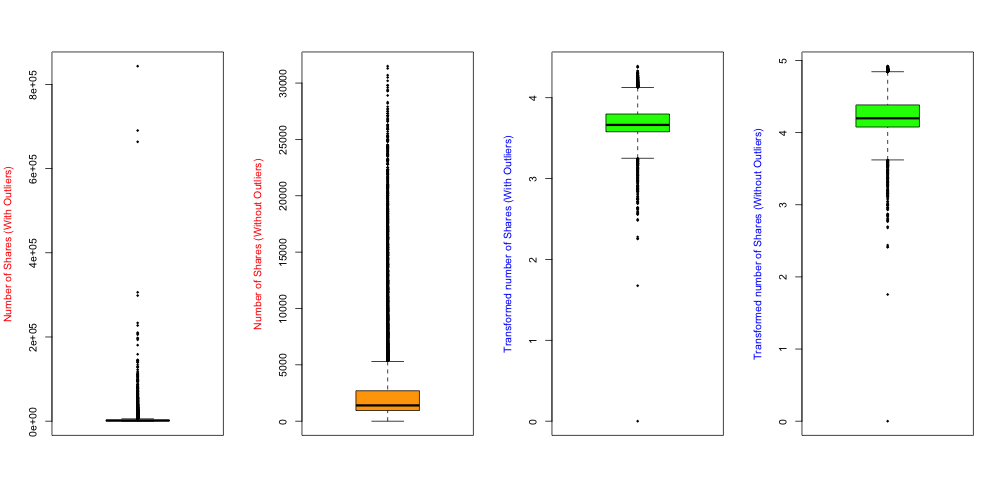 Number of Shares (With Outliers)
0e+00
2e+05
4e+05
6e+05
8e+05
Number of Shares (Without Outliers)
0
5000
10000
15000
20000
25000
30000
Transformed number of Shares (With Outliers)
0
1
2
3
4
Transformed number of Shares (Without Outliers)
0
1
2
3
4
5